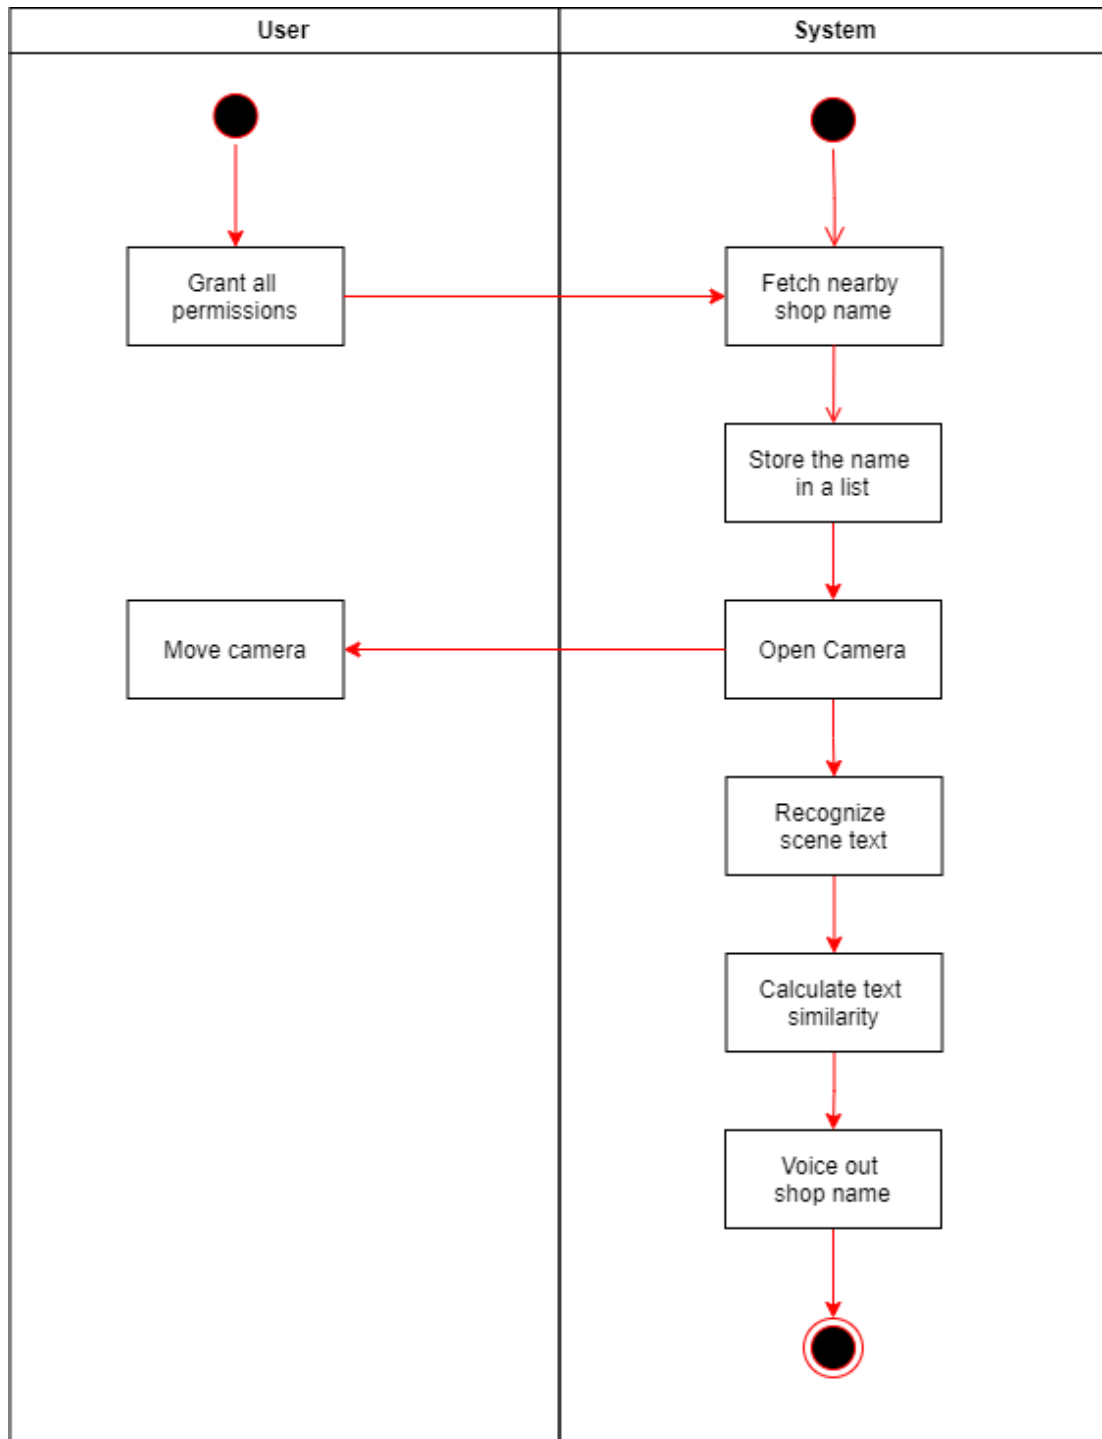 User
System
Grant all
permissions
Fetch nearby
shop name
Store the name
in a list
Move camera
Open Camera
Recognize
scene text
Calculate text
similarity
Voice out
shop name